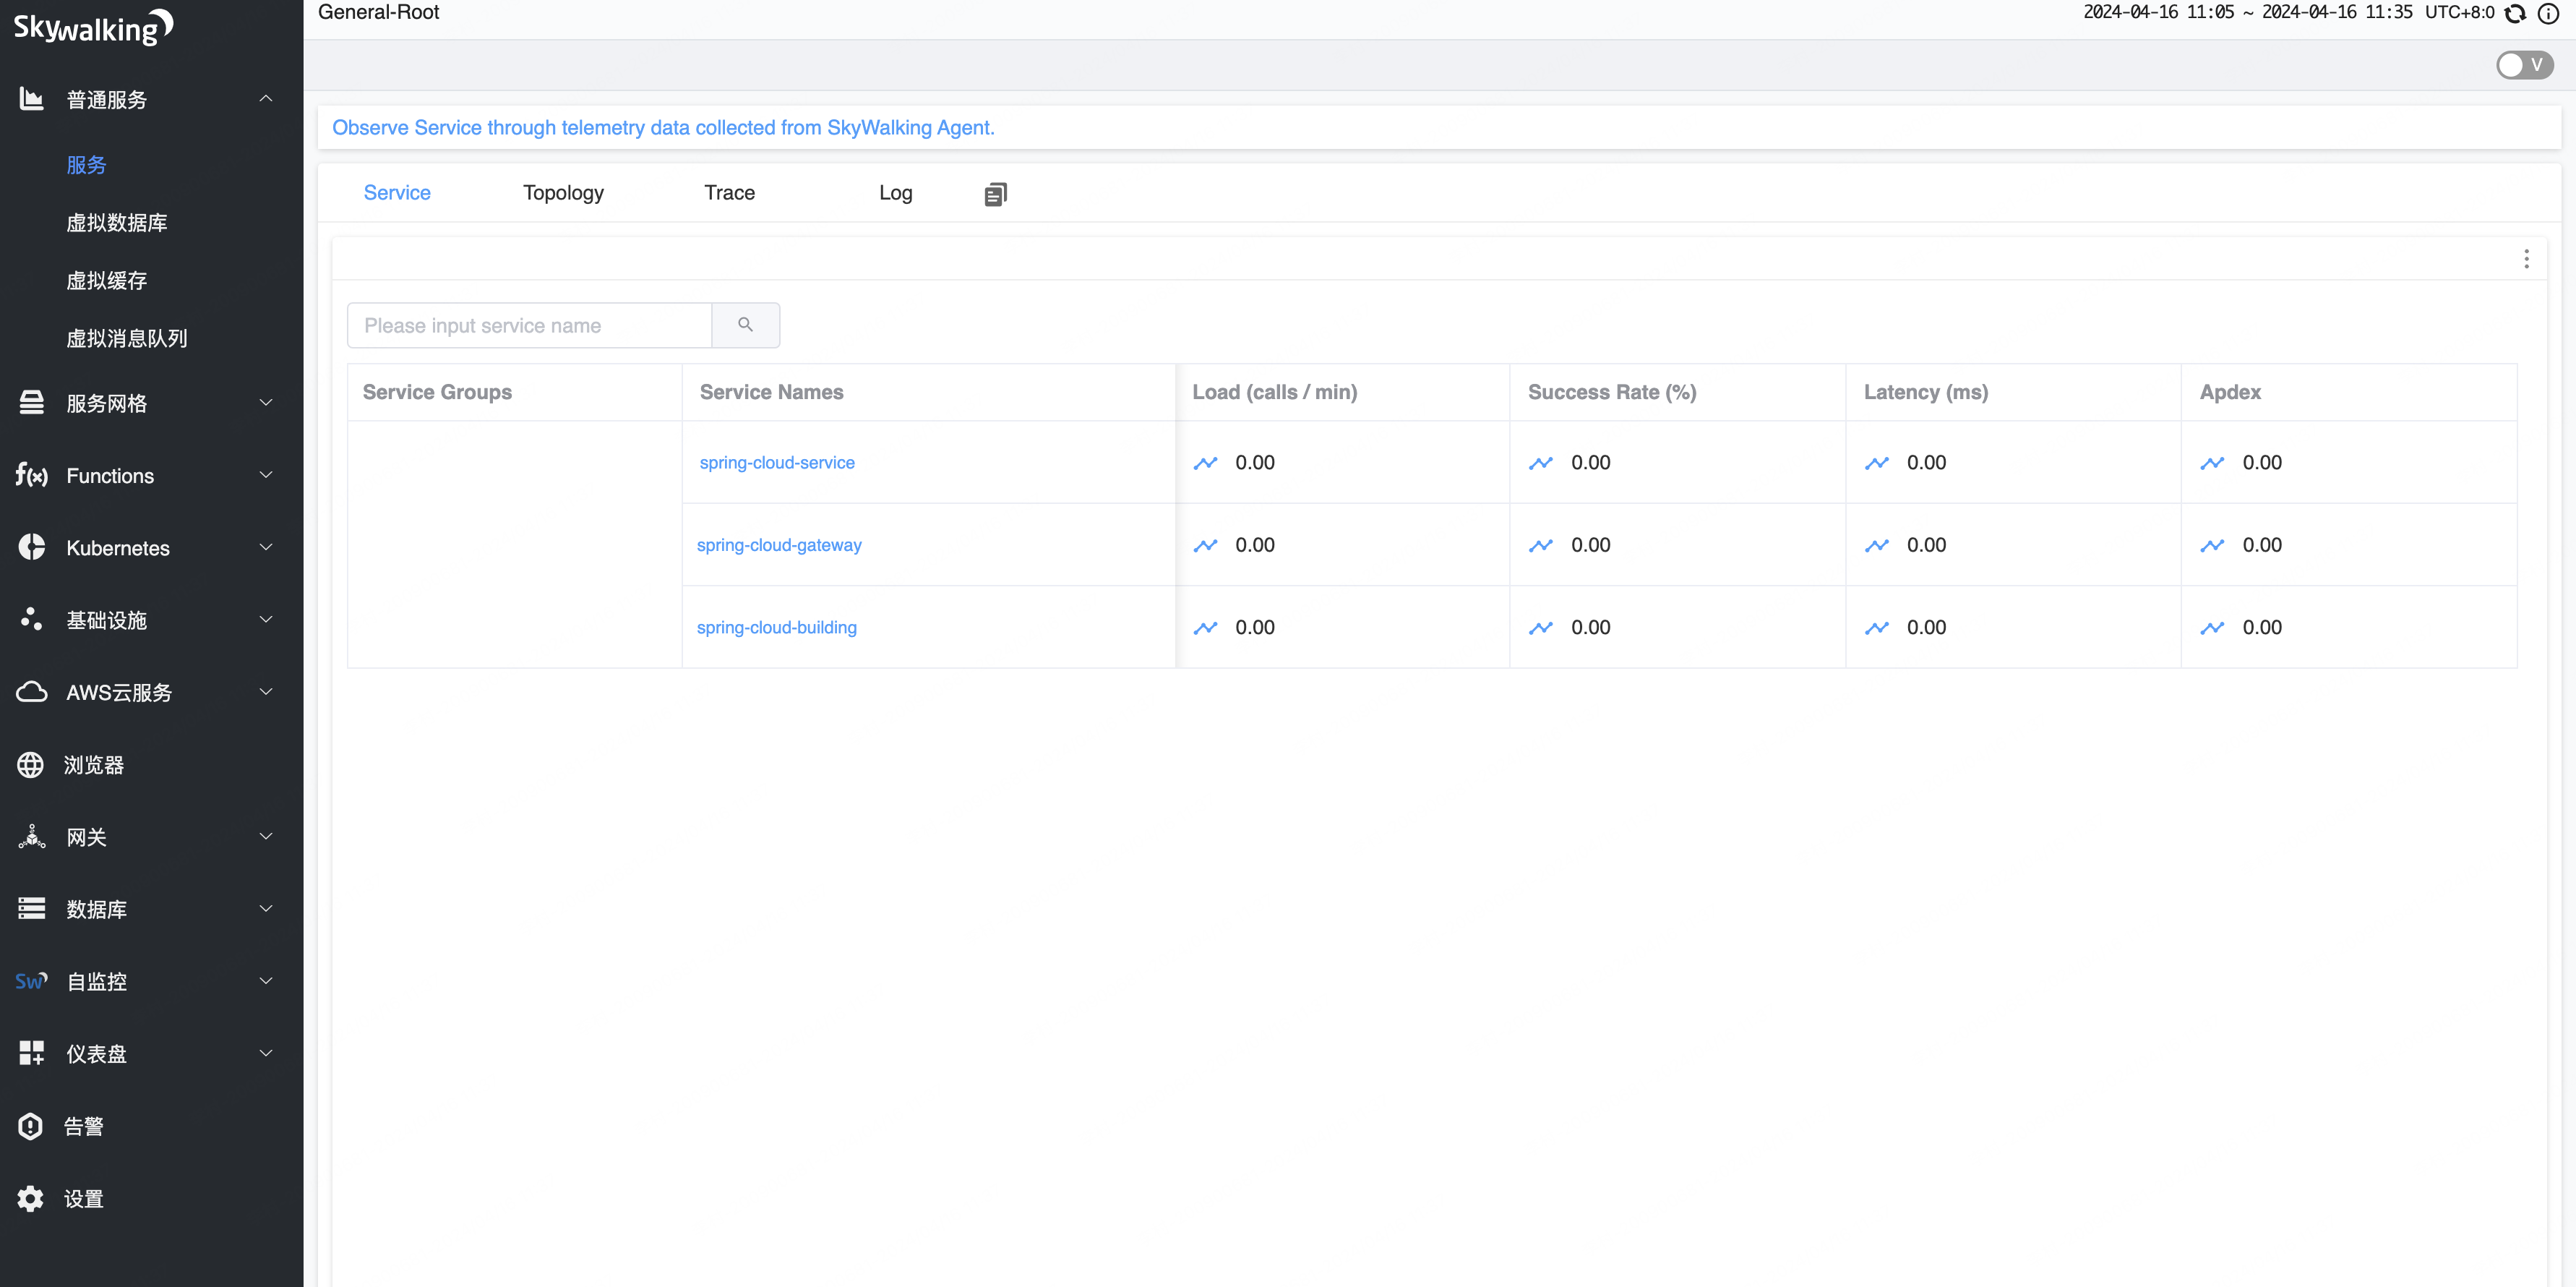 Skywalking
General-Root
2024-04-16 11:05 ~ 2024-04-16 11:35 UTC+8:0
V
普通服务
服务
虚拟数据库
虚拟缓存
虚拟消息队列
服务网格
Functions
Kubernetes
基础设施
AWS云服务
浏览器
网关
数据库
Sw 自监控
仪表盘
告警
设置
Observe Service through telemetry data collected from SkyWalking Agent.
Service Topology Trace Log
Please input service name
Service Groups Service Names Load (calls / min) Success Rate (%) Latency (ms) Apdex
spring-cloud-service 0.00 0.00 0.00 0.00
spring-cloud-gateway 0.00 0.00 0.00 0.00
spring-cloud-building 0.00 0.00 0.00 0.00